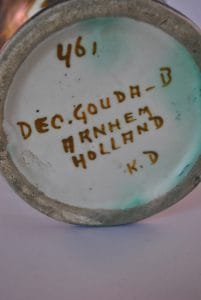 461
DEC. GOUDA-B
ARNHEM
HOLLAND
K.D